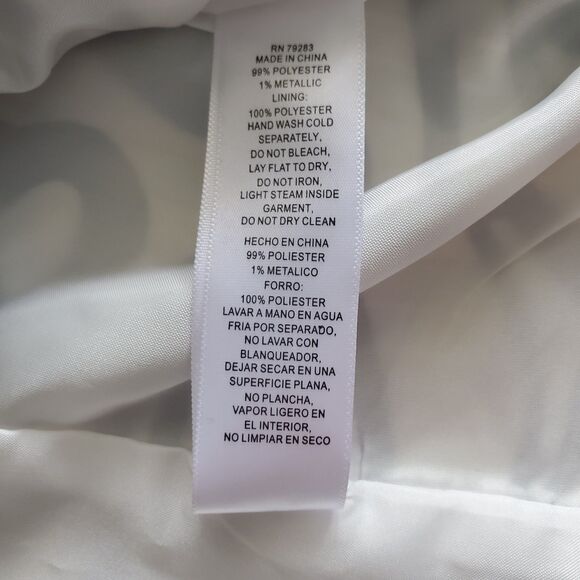 RN 79283
MADE IN CHINA
99% POLYESTER
1% METALLIC
LINING:
100% POLYESTER
HAND WASH COLD
SEPARATELY,
DO NOT BLEACH,
LAY FLAT TO DRY,
DO NOT IRON,
LIGHT STEAM INSIDE
GARMENT,
DO NOT DRY CLEAN
HECHO EN CHINA
99% POLIESTER
1% METALICO
FORRO:
100% POLIESTER
LAVAR A MANO EN AGUA
FRIA POR SEPARADO,
NO LAVAR CON
BLANQUEADOR,
DEJAR SECAR EN UNA
SUPERFICIE PLANA,
NO PLANCHA,
VAPOR LIGERO EN
EL INTERIOR,
NO LIMPIAR EN SECO